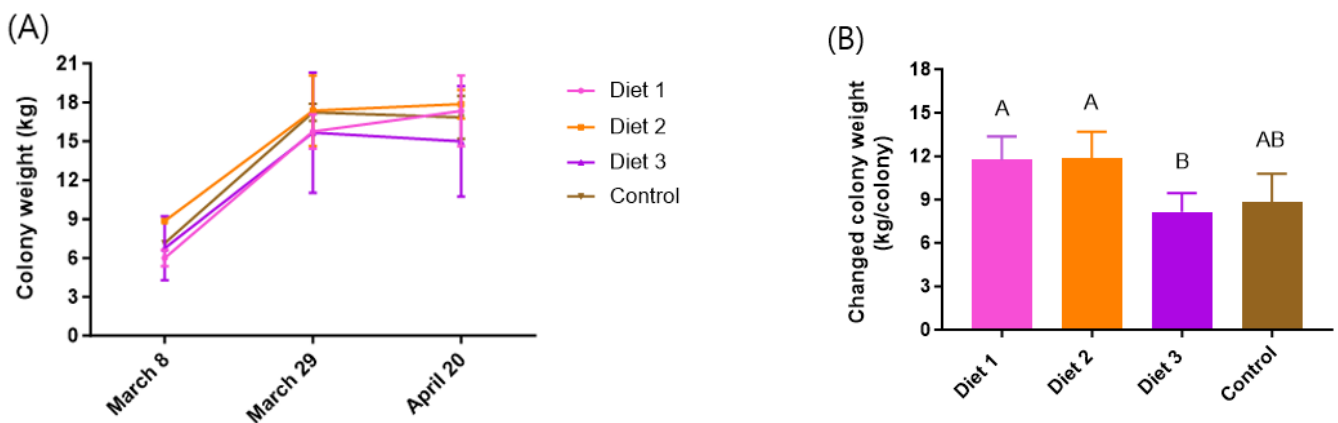 (A)
Colony weight (kg)
21
18
15
12
9
6
3
0
March 8
March 29
April 20
Diet 1
Diet 2
Diet 3
Control
(B)
Changed colony weight
(kg/colony)
18
15
12
9
6
3
0
A
A
B
AB
Diet 1
Diet 2
Diet 3
Control